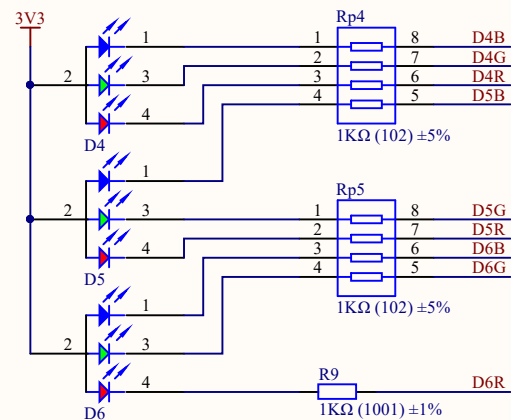 3V3
Rp4
1 1 8 D4B
2 7 D4G
2 3 3 6 D4R
4 4 5 D5B
D4
1KΩ (102) ±5%
1
Rp5
2 3 1 8 D5G
2 7 D5R
4 3 6 D6B
D5
4 5 D6G
1
1KΩ (102) ±5%
2 3
R9
4 D6R
D6
1KΩ (1001) ±1%